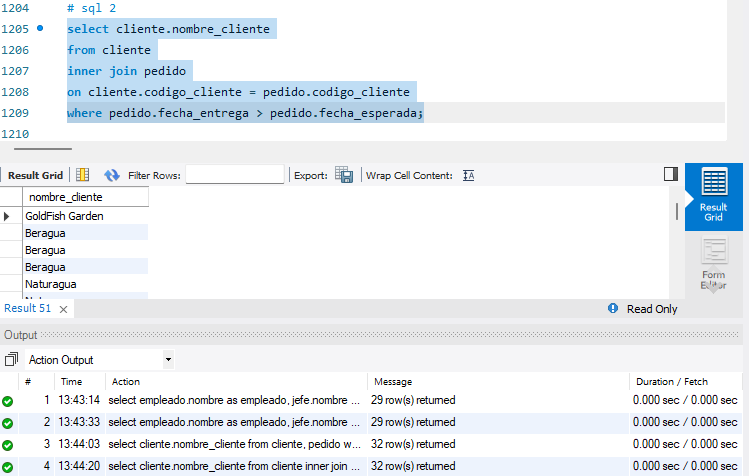 1204 # sql 2
1205 select cliente.nombre_cliente
1206 from cliente
1207 inner join pedido
1208 on cliente.codigo_cliente = pedido.codigo_cliente
1209 where pedido.fecha_entrega > pedido.fecha_esperada;
1210
Result Grid Filter Rows: Export: Wrap Cell Content: IA
nombre_cliente
GoldFish Garden
Beragua
Beragua
Beragua
Naturagua
Result
Grid
Form
Editor
Result 51 Read Only
Output
Action Output
# Time Action Message Duration / Fetch
1 13:43:14 select empleado.nombre as empleado, jefe.nombre ... 29 row(s) returned 0.000 sec / 0.000 sec
2 13:43:33 select empleado.nombre as empleado, jefe.nombre ... 29 row(s) returned 0.000 sec / 0.000 sec
3 13:44:03 select cliente.nombre_cliente from cliente, pedido w... 32 row(s) returned 0.000 sec / 0.000 sec
4 13:44:20 select cliente.nombre_cliente from cliente inner join ... 32 row(s) returned 0.000 sec / 0.000 sec